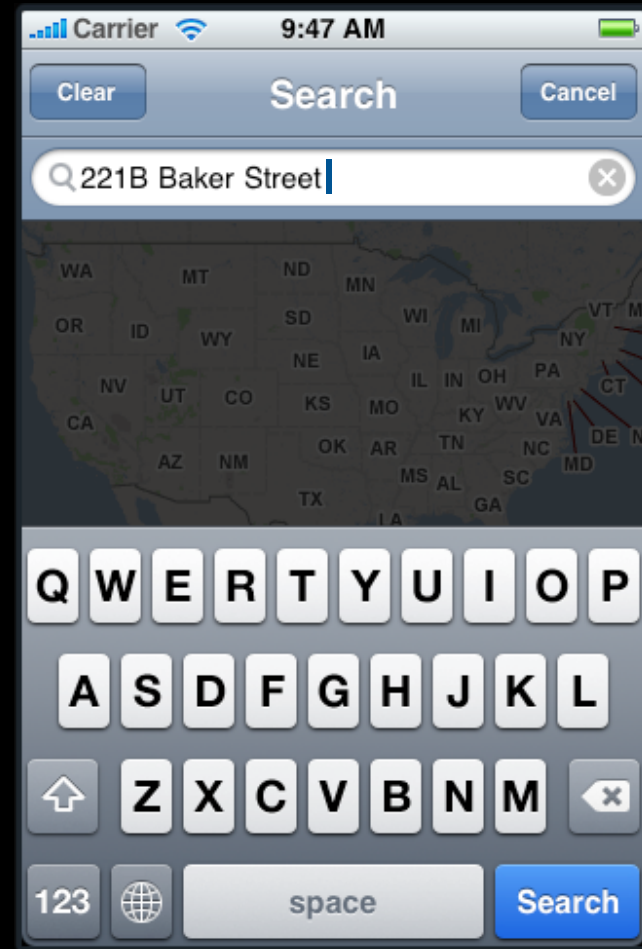 Carrier 9:47 AM
Clear Search Cancel
221B Baker Street
WA MT ND MN
OR ID WY SD WI MI VT
NY
NE IA PA
NV UT CO IL IN OH CT
CA KS MO KY WV VA
DE
AZ NM OK AR TN NC MD
MS AL SC
TX GA
LA
Q W E R T Y U I O P
A S D F G H J K L
Z X C V B N M
123 space Search